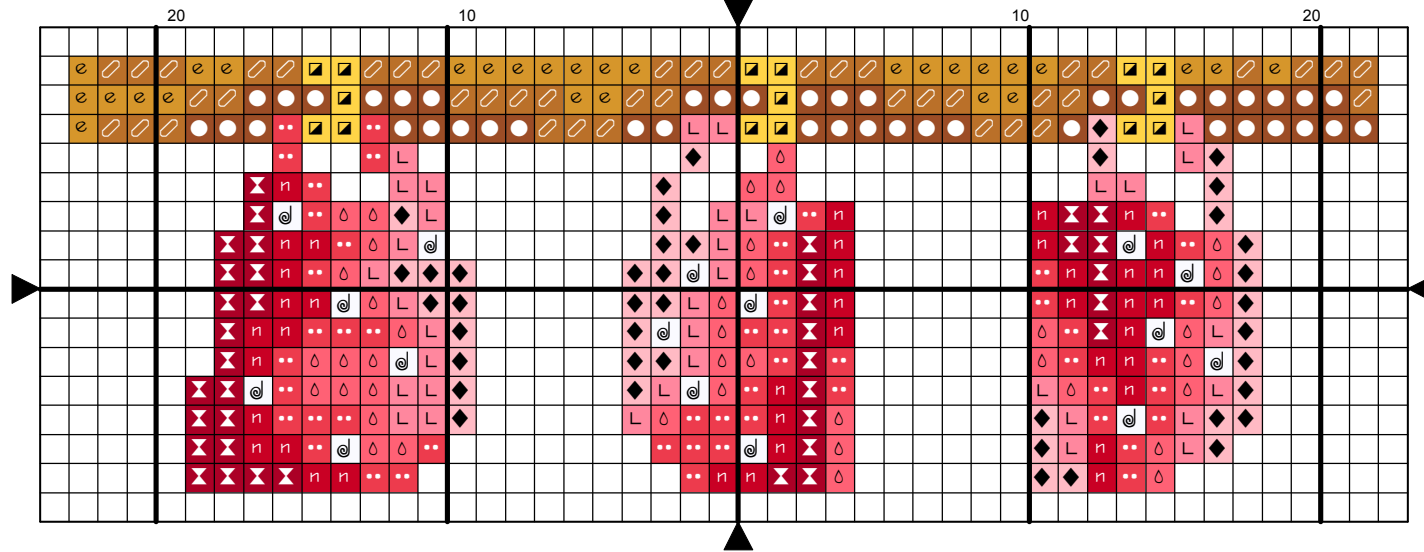 20 10 10 20
e e e e e e e e e e e e e e e e e e e e
e e e e e e e e
e L L L
L L
n L L L L
L L L n n n
n n L L n n n
n L L n n n n
n n L L n n n n
n n L L n n L
n L L n n n
L L L n L n L
n L L L n L L
n n n L n L
n n n n n